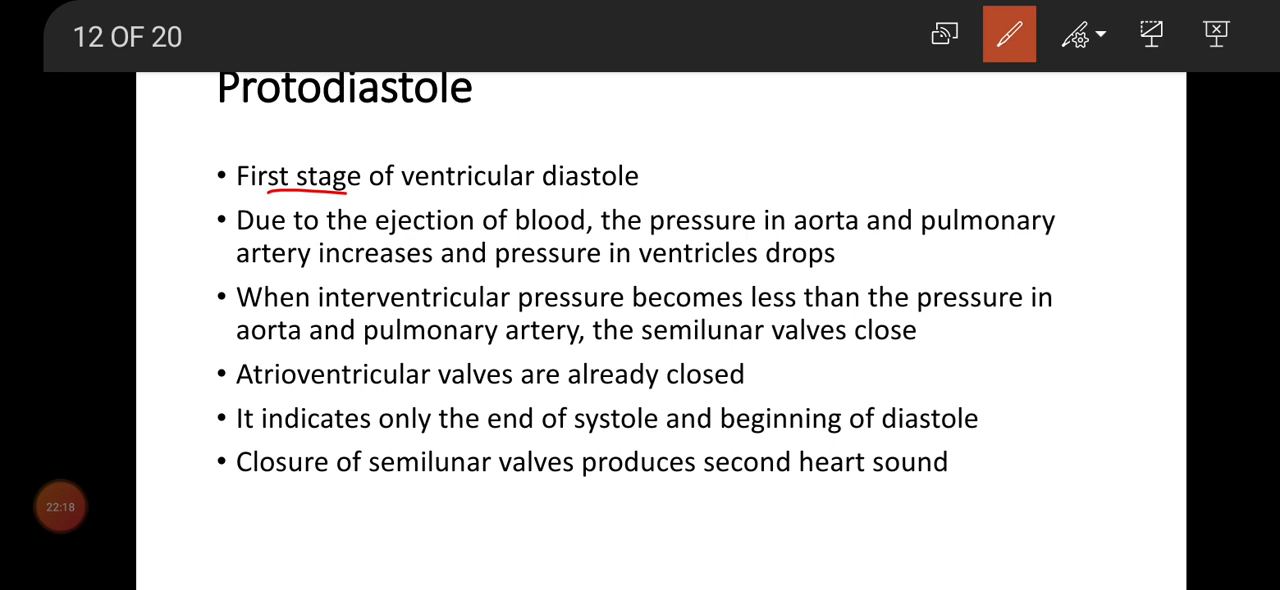 12 OF 20
Protodiastole
• First stage of ventricular diastole
• Due to the ejection of blood, the pressure in aorta and pulmonary
artery increases and pressure in ventricles drops
• When interventricular pressure becomes less than the pressure in
aorta and pulmonary artery, the semilunar valves close
• Atrioventricular valves are already closed
• It indicates only the end of systole and beginning of diastole
• Closure of semilunar valves produces second heart sound
22:18